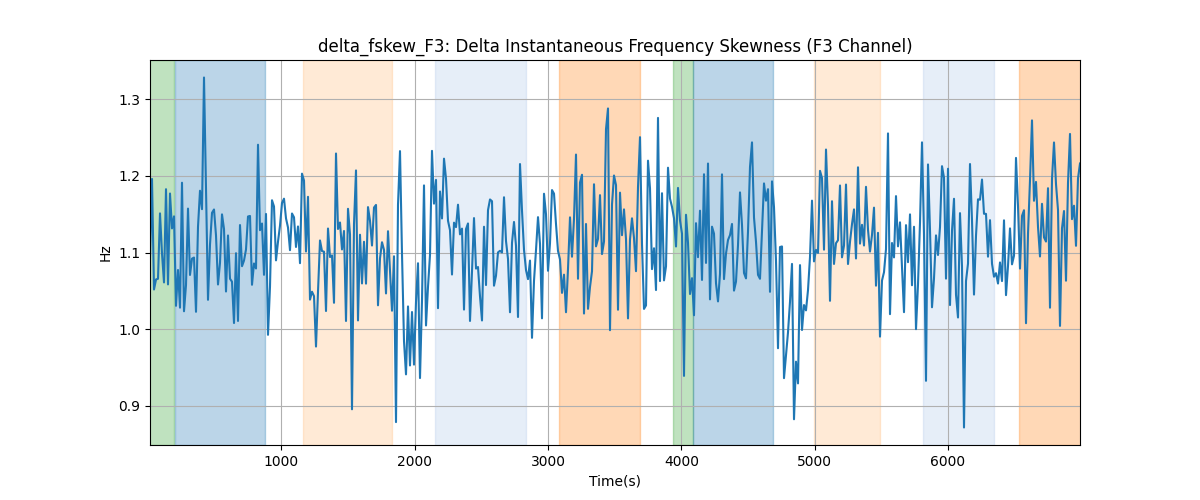 delta_fskew_F3: Delta Instantaneous Frequency Skewness (F3 Channel)
Hz
1.3
1.2
1.1
1.0
0.9
1000 2000 3000 4000 5000 6000
Time(s)